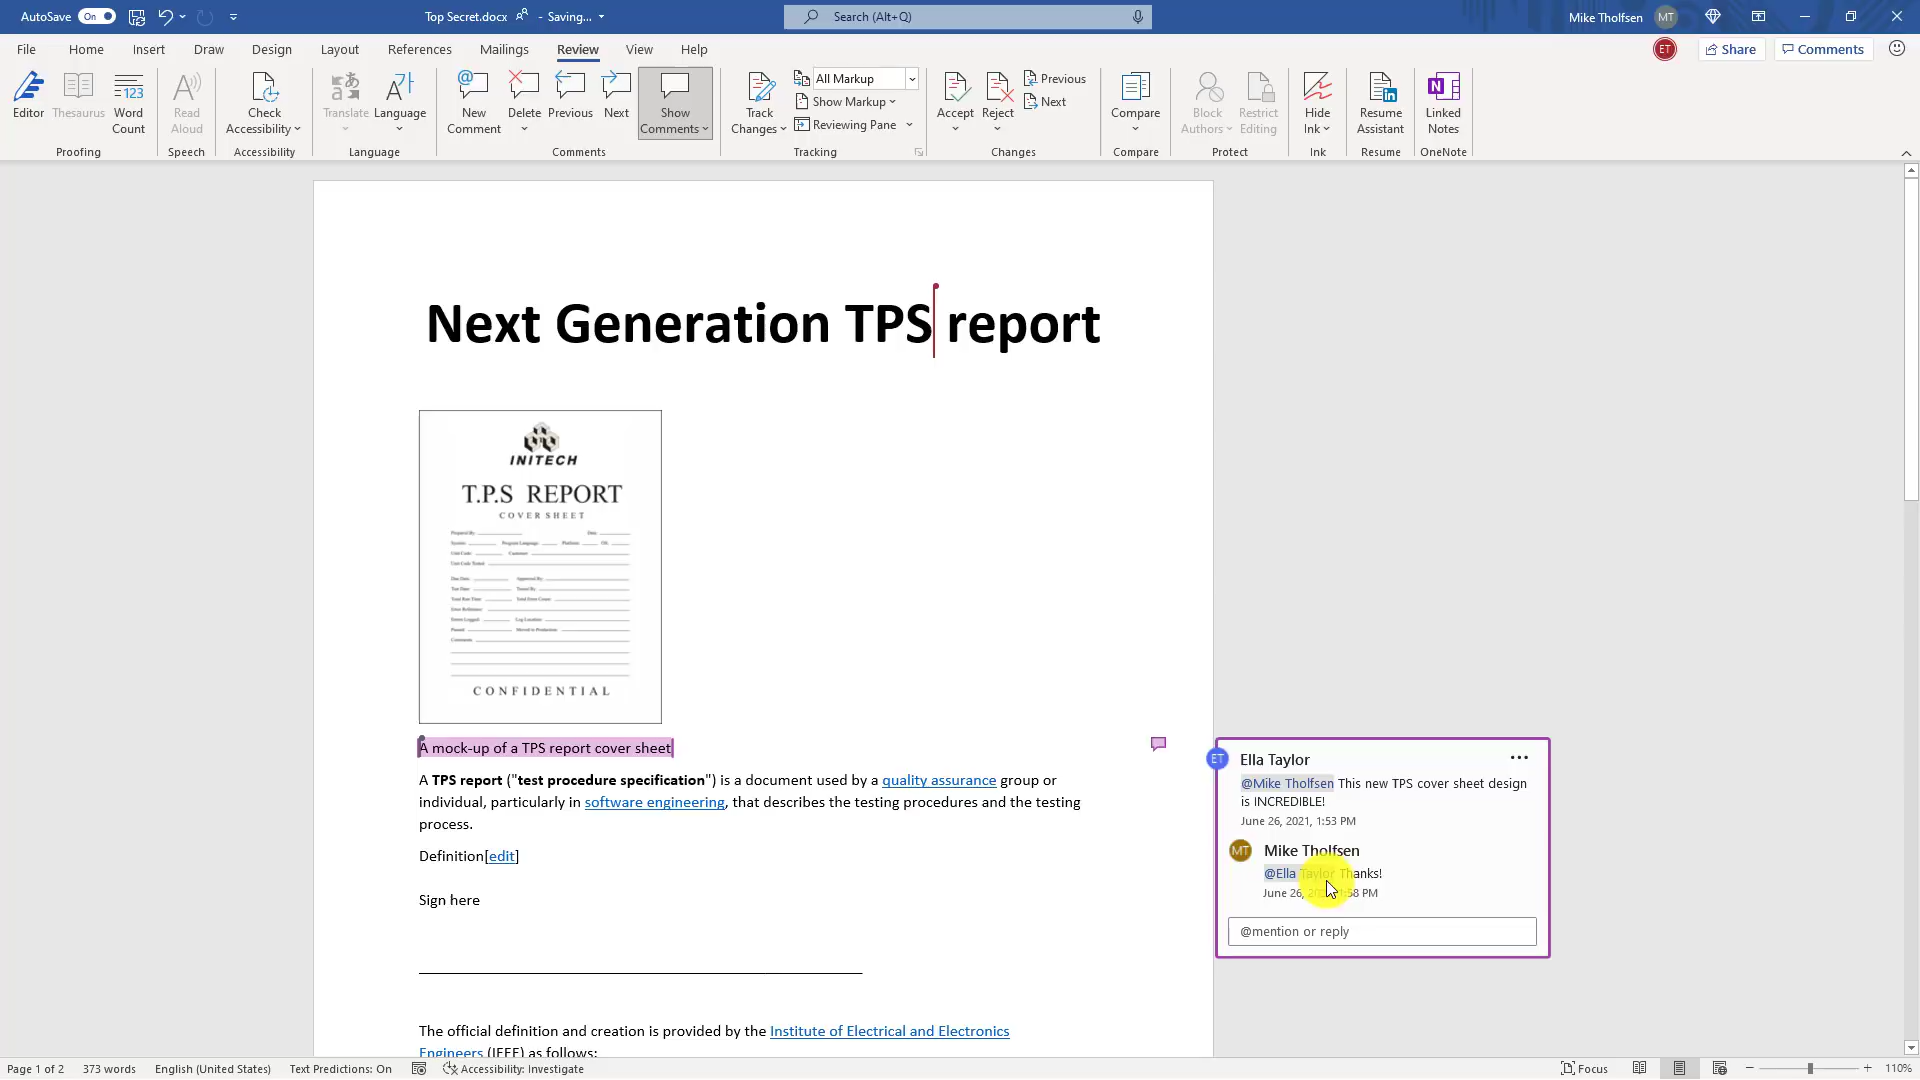 AutoSave On
Top Secret.docx - Saving...
Search (Alt+Q)
Mike Tholfsen MT
File Home Insert Draw Design Layout References Mailings Review View Help
ET Share Comments
Editor
Thesaurus
Word Count
Proofing
Read Aloud
Speech
Check Accessibility
Accessibility
Translate
Language
Language
New Comment
Delete
Previous
Next
Show Comments
Comments
Track Changes
All Markup
Show Markup
Reviewing Pane
Tracking
Accept
Reject
Previous
Next
Changes
Compare
Compare
Block Authors
Restrict Editing
Protect
Hide Ink
Ink
Resume Assistant
Resume
Linked Notes
OneNote
Next Generation TPS report
INITECH
T.P.S REPORT
COVER SHEET
CONFIDENTIAL
A mock-up of a TPS report cover sheet
A TPS report ("test procedure specification") is a document used by a quality assurance group or
individual, particularly in software engineering, that describes the testing procedures and the testing
process.
Definition[edit]
Sign here
The official definition and creation is provided by the Institute of Electrical and Electronics
Engineers (IEEE) as follows:
ET Ella Taylor
@Mike Tholfsen This new TPS cover sheet design
is INCREDIBLE!
June 26, 2021, 1:53 PM
MT Mike Tholfsen
@Ella Taylor Thanks!
June 26, 1:58 PM
@mention or reply
Page 1 of 2 373 words English (United States) Text Predictions: On Accessibility: Investigate
Focus 110%